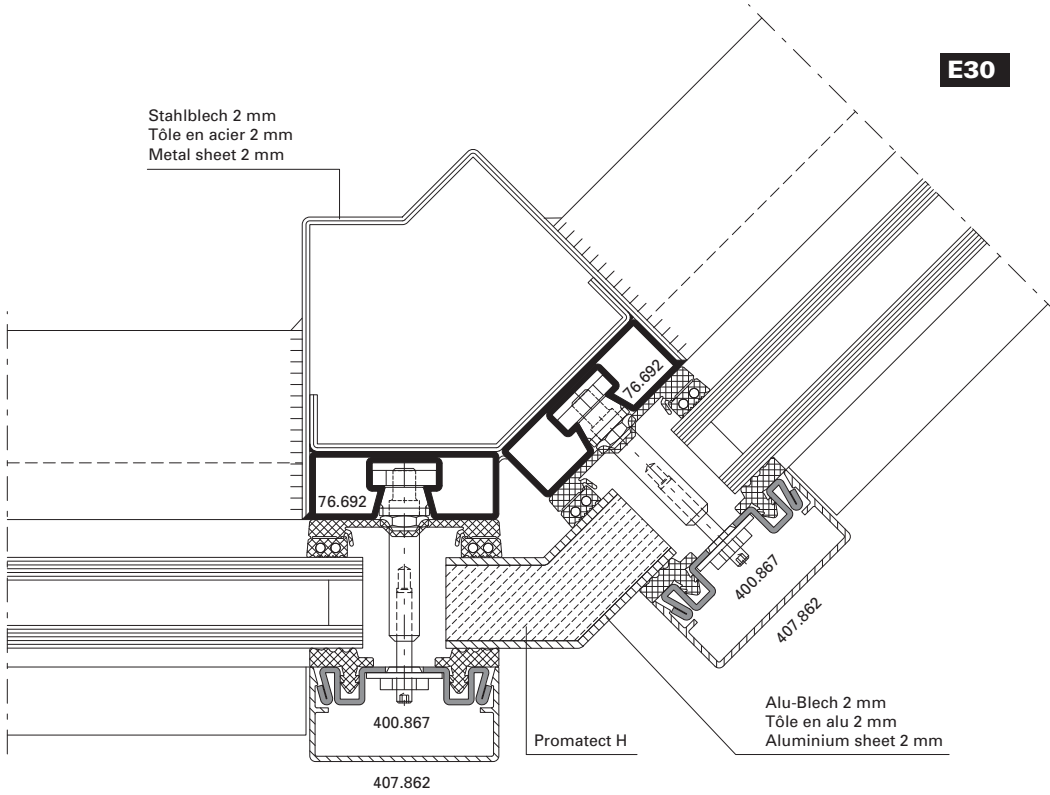 E30
Stahlblech 2 mm
Tôle en acier 2 mm
Metal sheet 2 mm
76.692
76.692
400.867
407.862
400.867
407.862
Promatect H
Alu-Blech 2 mm
Tôle en alu 2 mm
Aluminium sheet 2 mm